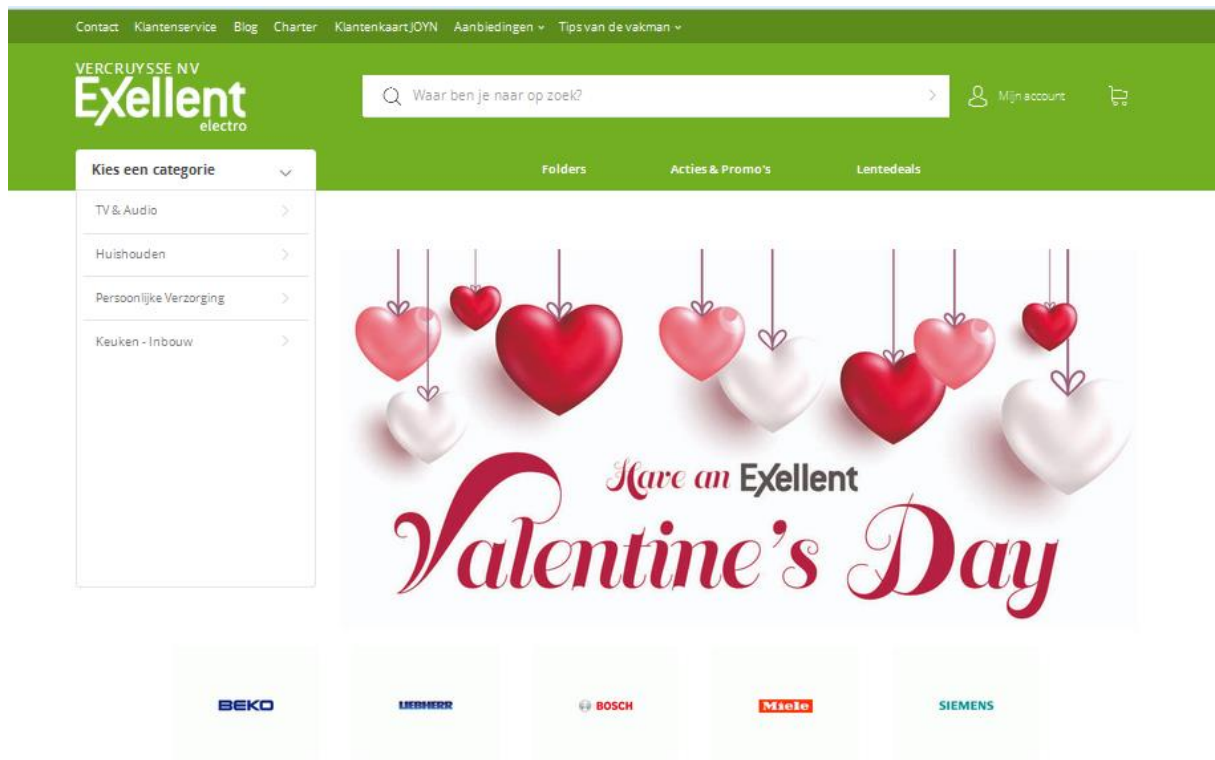 Contact Klantenservice Blog Charter Klantenkaart JOYN Aanbiedingen Tips van de vakman
VERCRUYSSE NV
Exellent
electro
Waar ben je naar op zoek?
Mijn account
Kies een categorie
Folders Acties & Promo's Lentedeals
TV & Audio
Huishouden
Persoonlijke Verzorging
Keuken - Inbouw
Have an Exellent
Valentine's Day
BEKO LIEBHERR BOSCH Miele SIEMENS